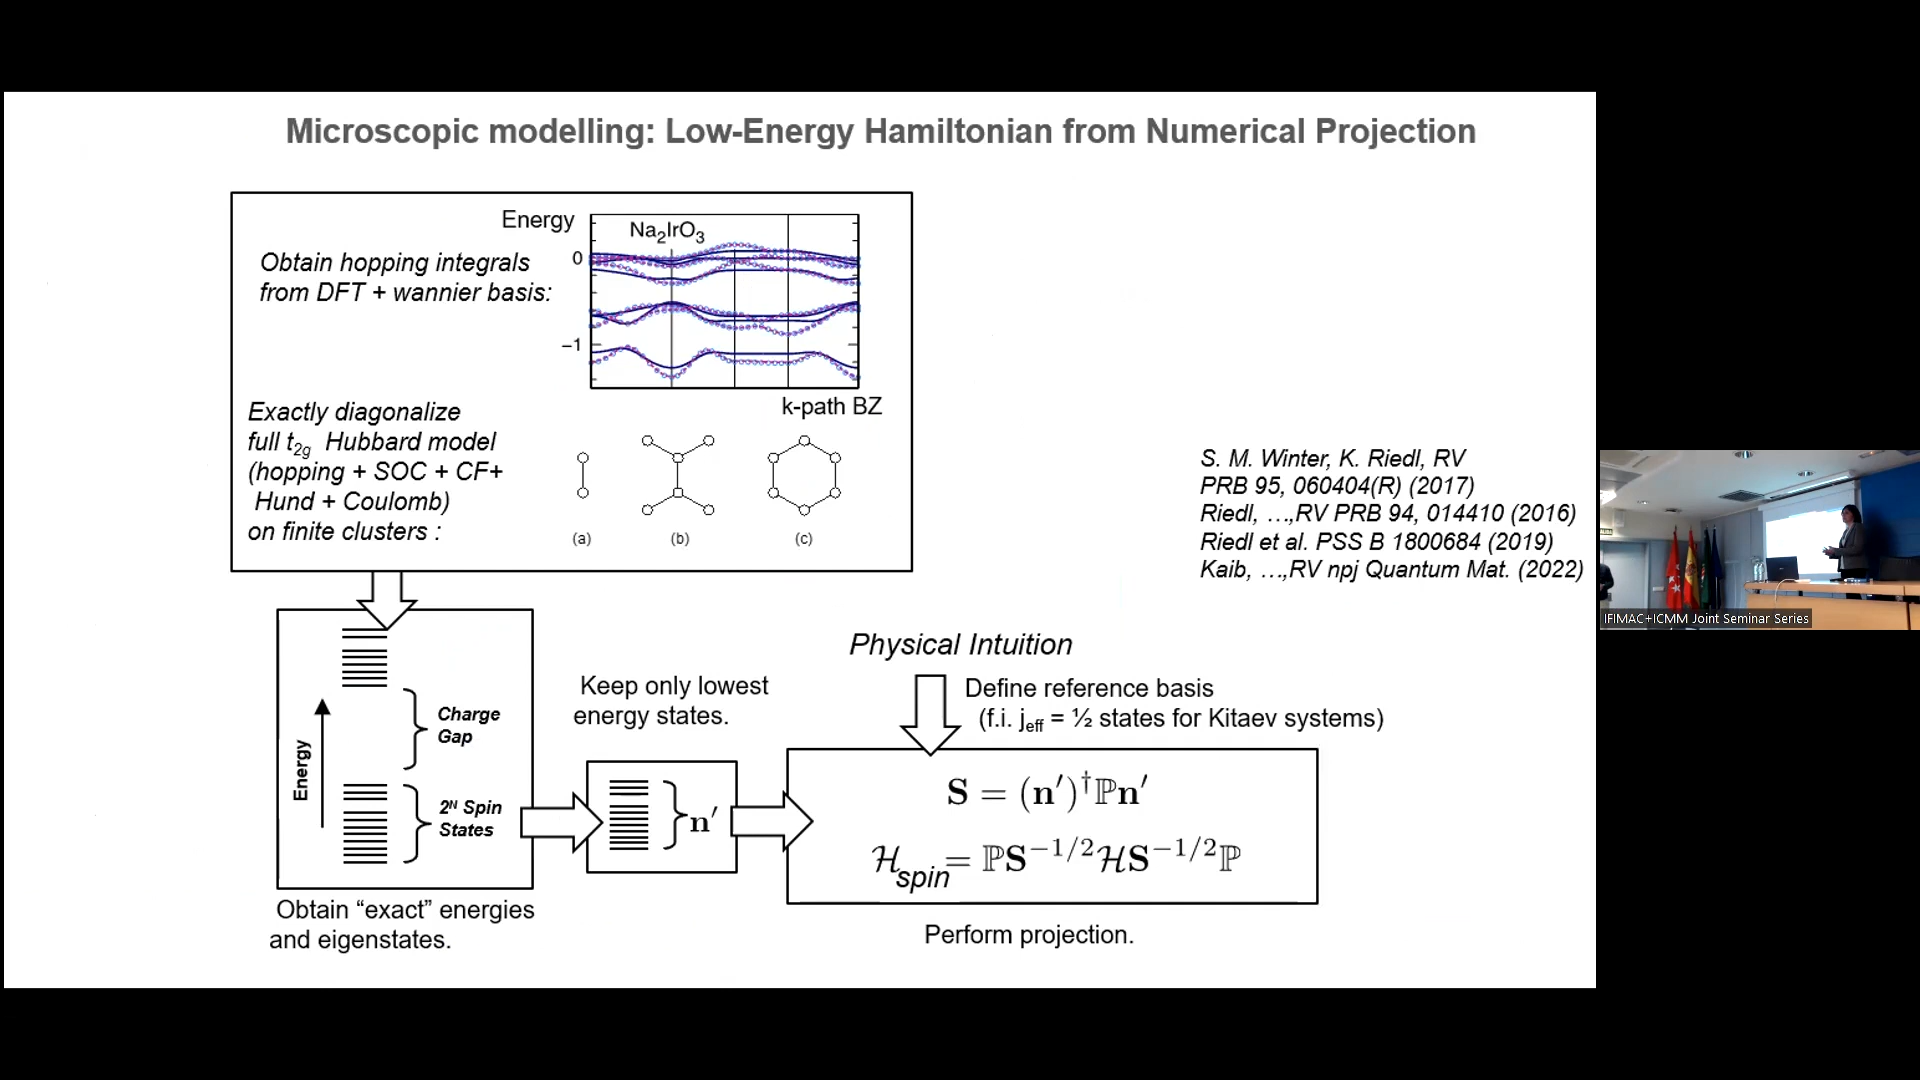 Microscopic modelling: Low-Energy Hamiltonian from Numerical Projection
Obtain hopping integrals
from DFT + wannier basis:
Energy
Na₂IrO₃
0
−1
k-path BZ
Exactly diagonalize
full t₂g Hubbard model
(hopping + SOC + CF+
Hund + Coulomb)
on finite clusters :
(a)
(b)
(c)
S. M. Winter, K. Riedl, RV
PRB 95, 060404(R) (2017)
Riedl, …,RV PRB 94, 014410 (2016)
Riedl et al. PSS B 1800684 (2019)
Kaib, …,RV npj Quantum Mat. (2022)
IFIMAC+ICMM Joint Seminar Series
Energy
Charge
Gap
2ᴺ Spin
States
Obtain “exact” energies
and eigenstates.
Keep only lowest
energy states.
n′
Physical Intuition
Define reference basis
(f.i. jeff = ½ states for Kitaev systems)
S = (n′)†ℙn′
ℋspin = ℙS⁻¹/²ℋS⁻¹/²ℙ
Perform projection.